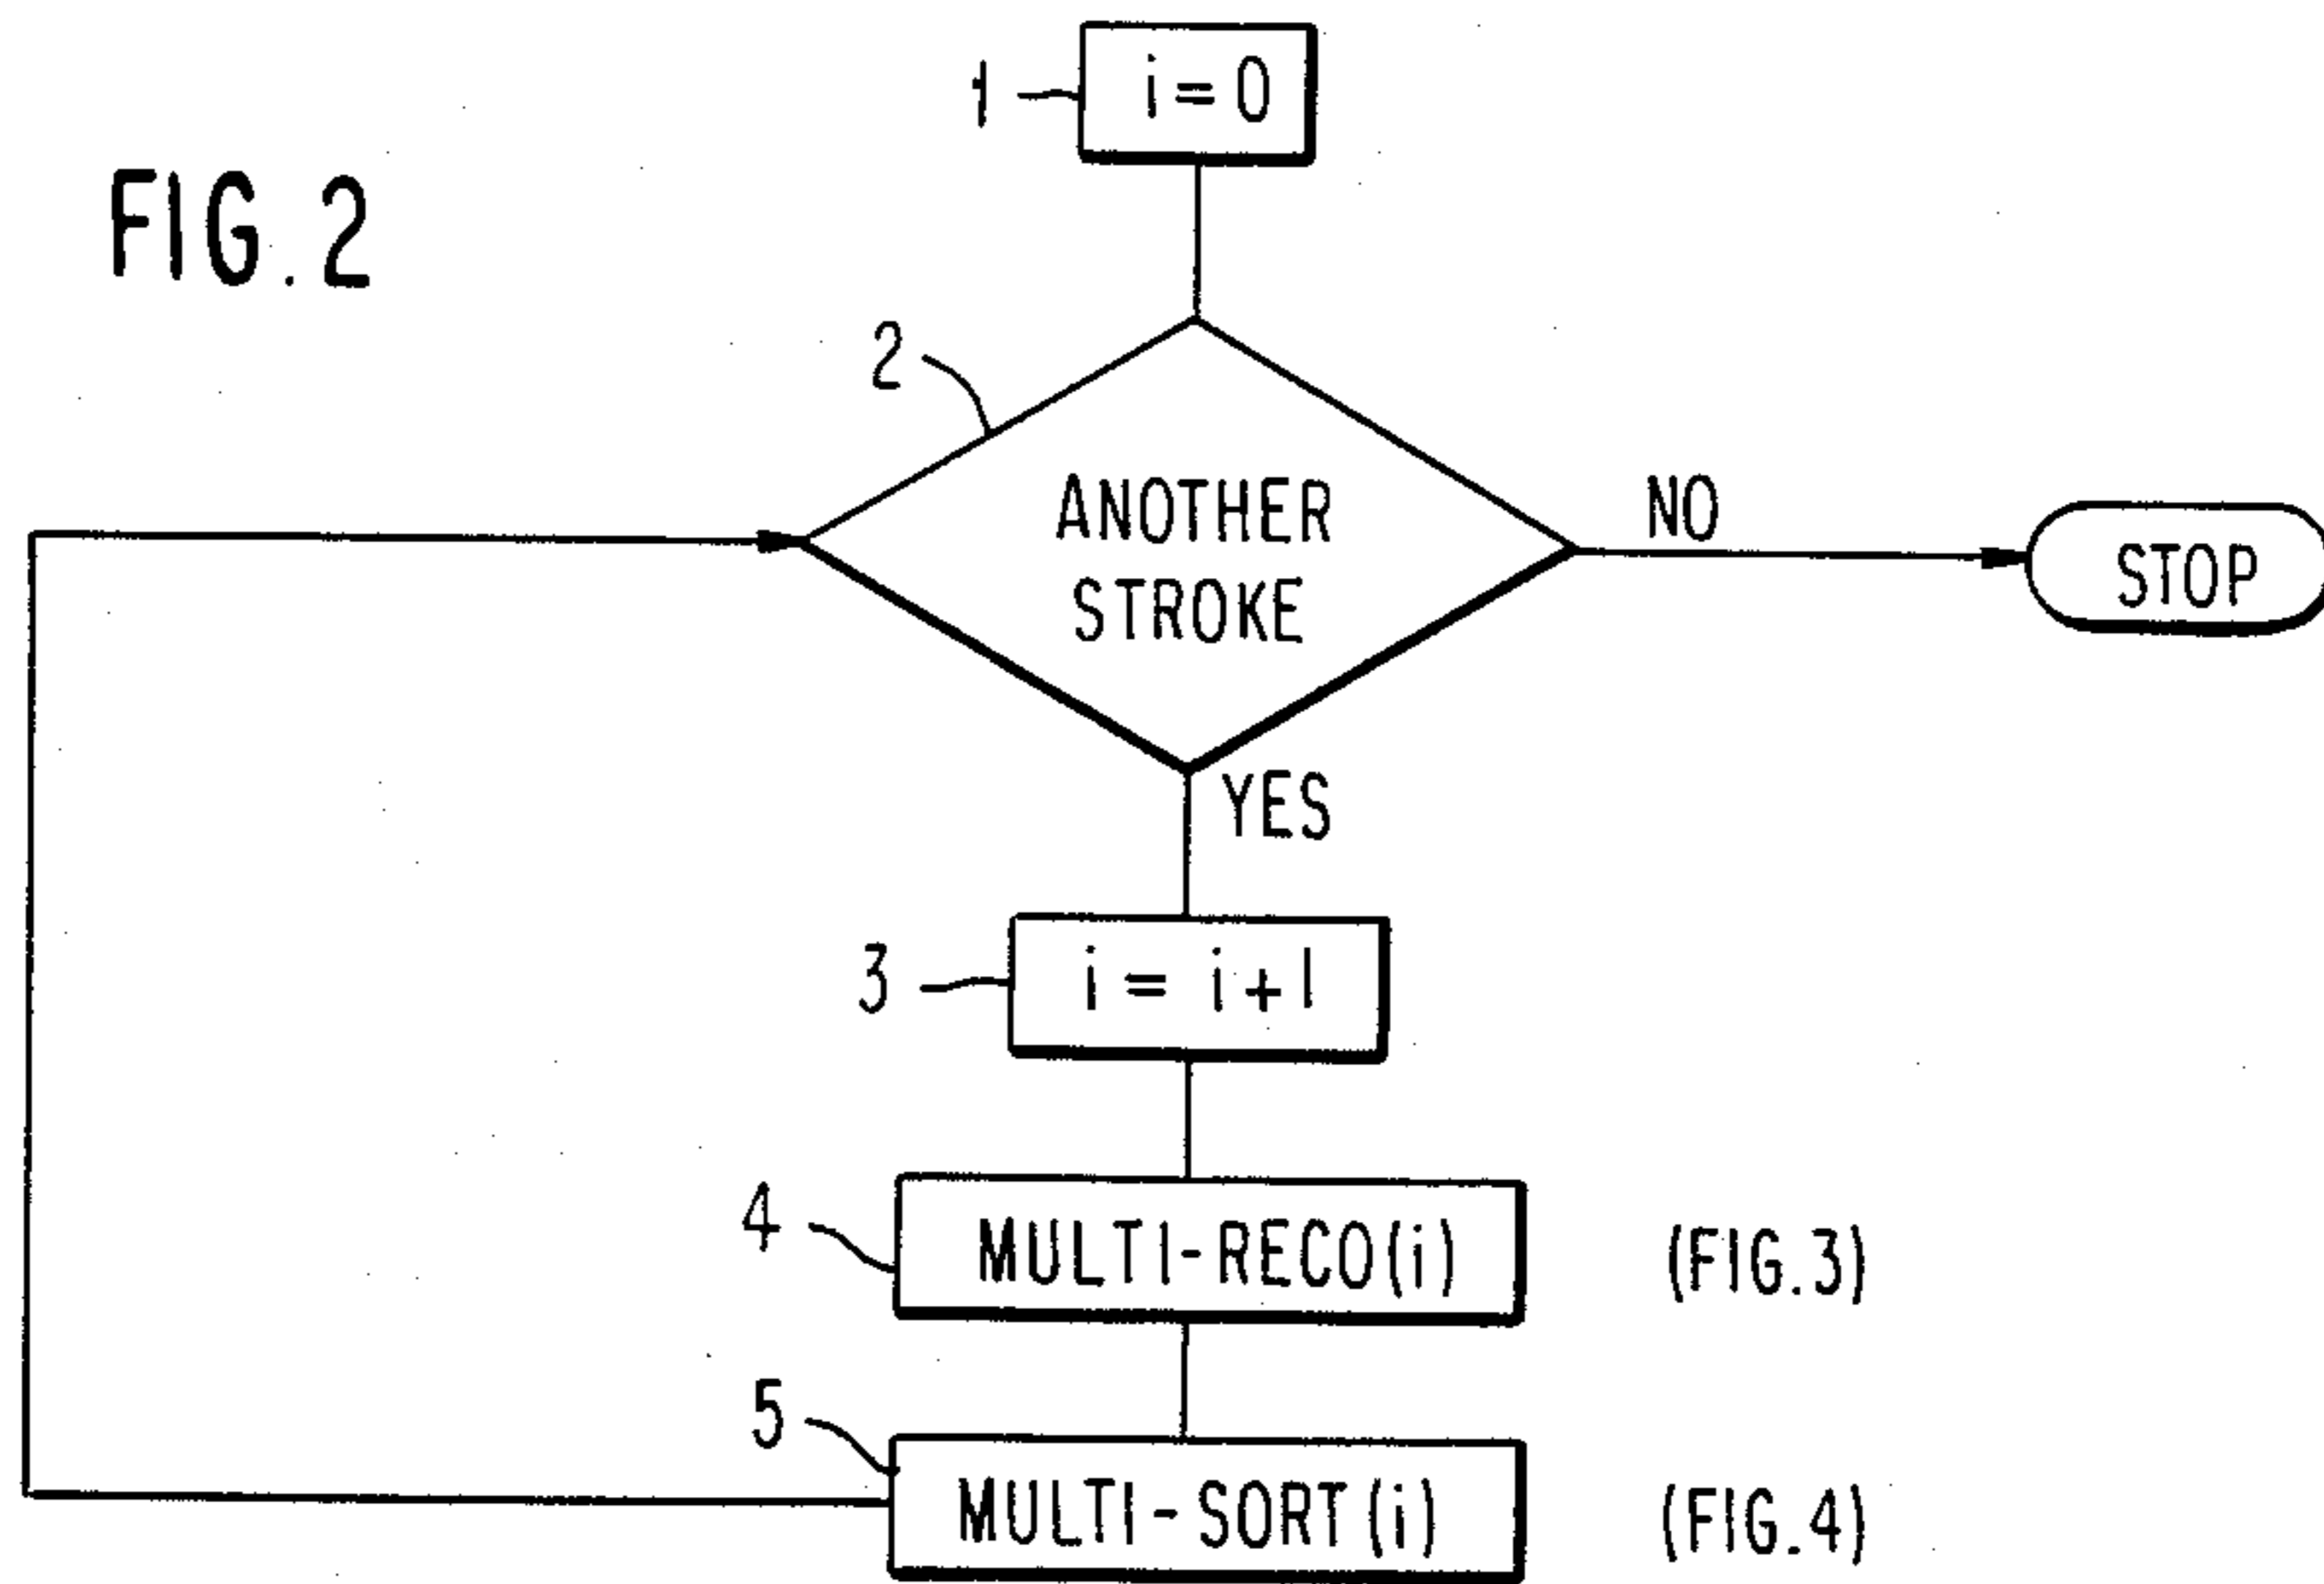 1
i = 0
FIG. 2
2
ANOTHER
STROKE
NO
STOP
YES
3
i = i + 1
4
MULTI-RECO(i)
(FIG.3)
5
MULTI-SORT(i)
(FIG.4)